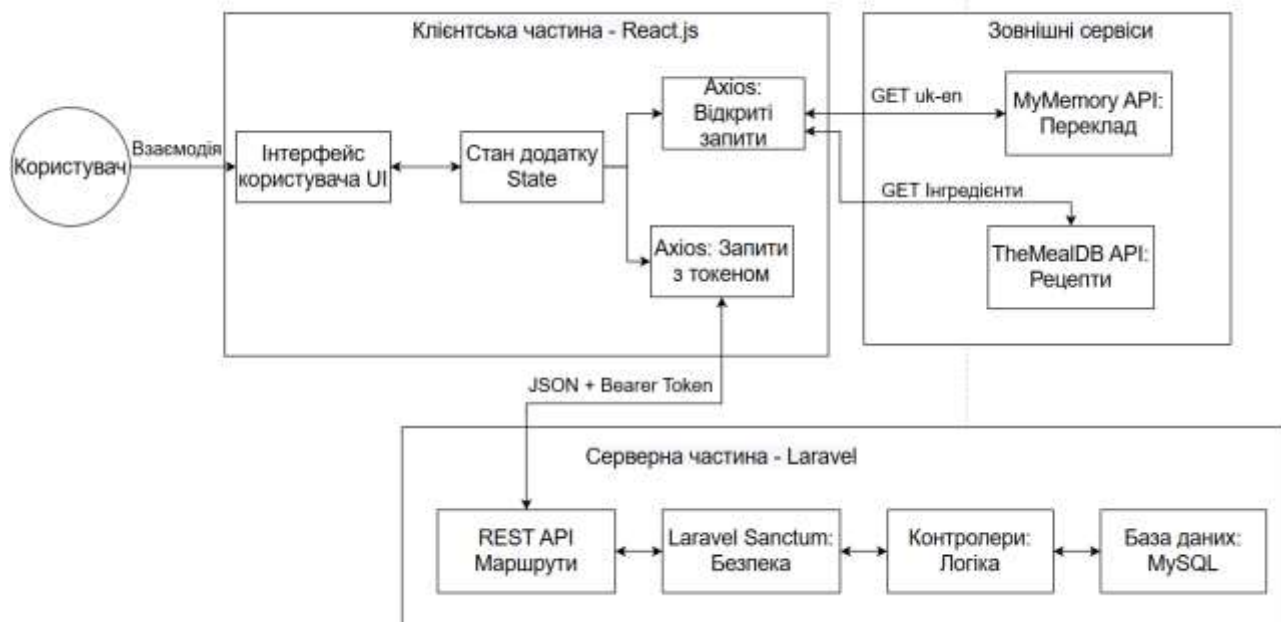 Клієнтська частина - React.js
Зовнішні сервіси
Axios:
Відкриті
запити
GET uk-en
MyMemory API:
Переклад
Користувач
Взаємодія
Інтерфейс
користувача UI
Стан додатку
State
GET Інгредієнти
Axios: Запити
з токеном
TheMealDB API:
Рецепти
JSON + Bearer Token
Серверна частина - Laravel
REST API
Маршрути
Laravel Sanctum:
Безпека
Контролери:
Логіка
База даних:
MySQL